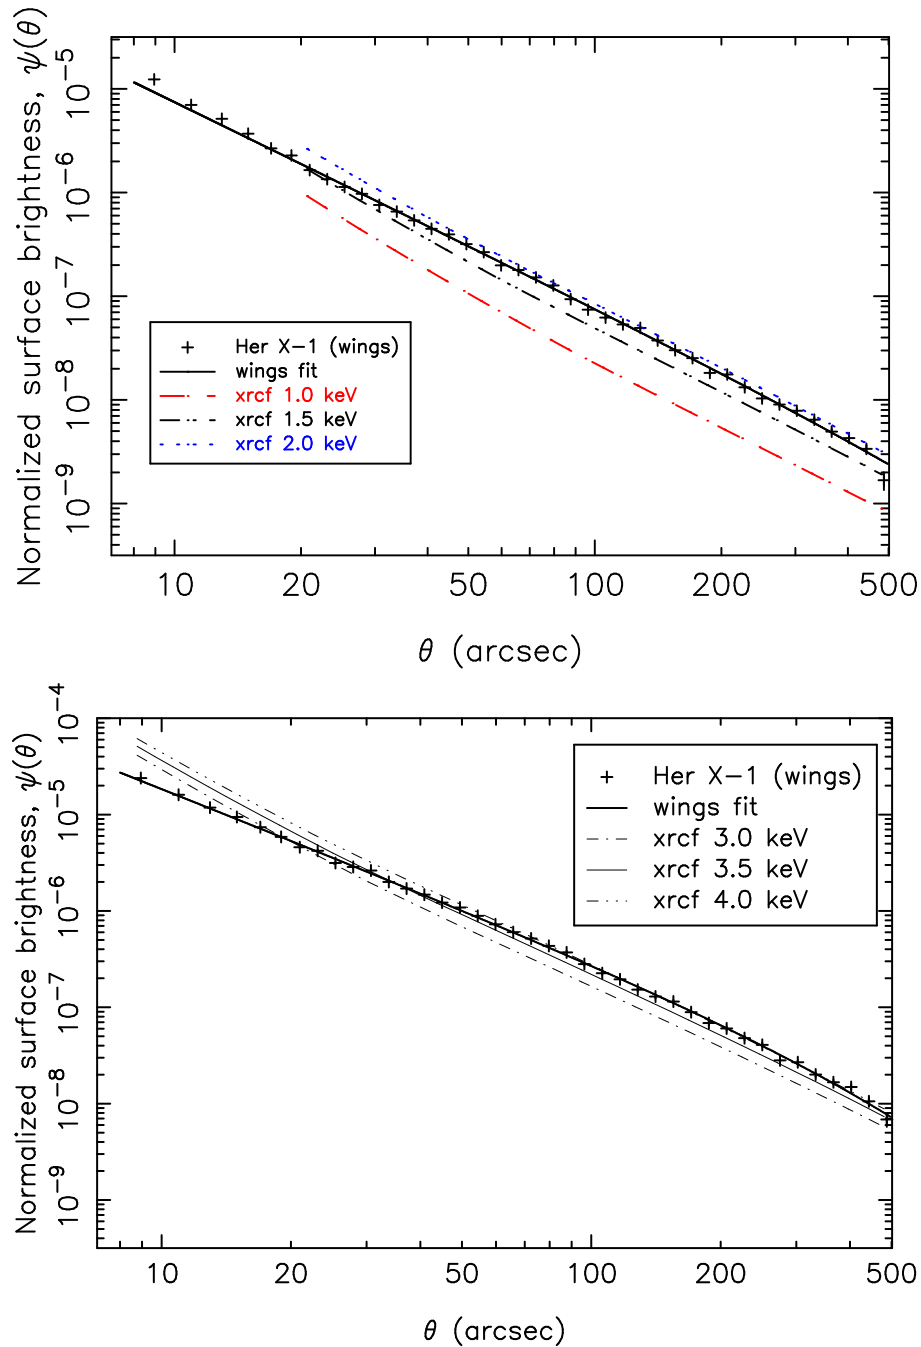 Normalized surface brightness, ψ(θ)
10⁻⁵
10⁻⁶
10⁻⁷
10⁻⁸
10⁻⁹
Her X−1 (wings)
wings fit
xrcf 1.0 keV
xrcf 1.5 keV
xrcf 2.0 keV
10 20 50 100 200 500
θ (arcsec)
Normalized surface brightness, ψ(θ)
10⁻⁴
10⁻⁵
10⁻⁶
10⁻⁷
10⁻⁸
10⁻⁹
Her X−1 (wings)
wings fit
xrcf 3.0 keV
xrcf 3.5 keV
xrcf 4.0 keV
10 20 50 100 200 500
θ (arcsec)